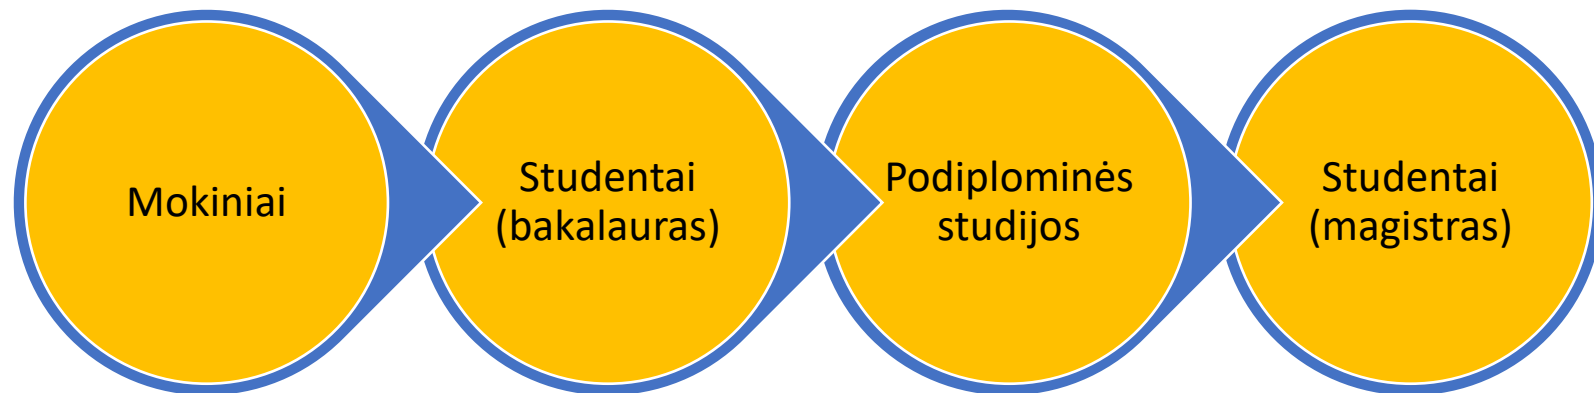 Mokiniai
Studentai
(bakalauras)
Podiplominės
studijos
Studentai
(magistras)